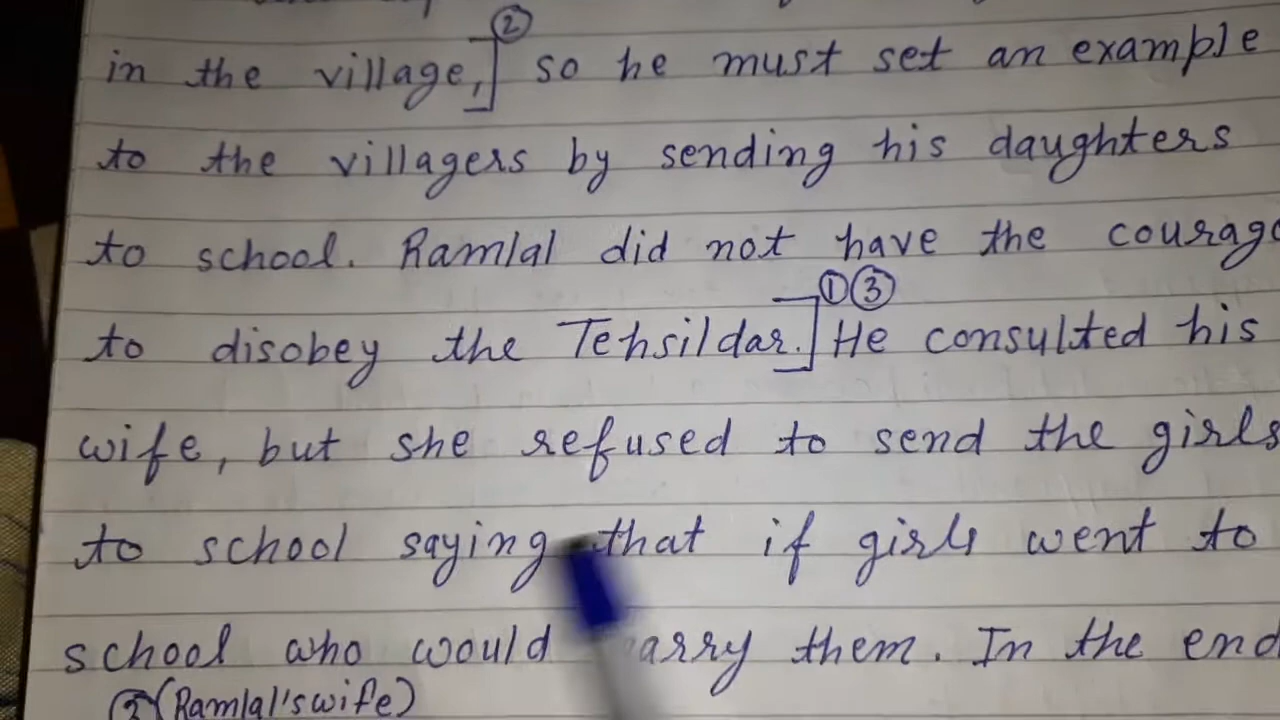 ②
in the village,] so he must set an example
to the villagers by sending his daughters
to school. Ramlal did not have the courage
①③
to disobey the Tehsildar.] He consulted his
wife, but she refused to send the girls
to school saying that if girls went to
school who would marry them. In the end
③(Ramlal's wife)